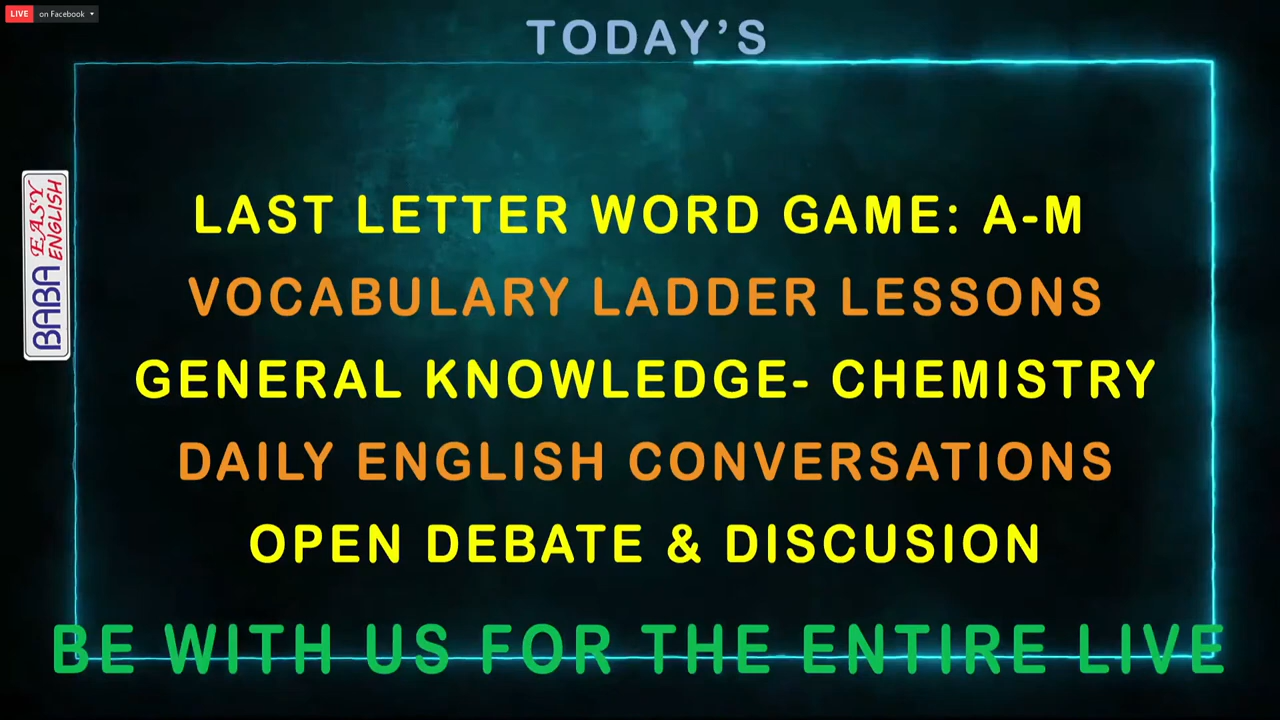 LIVE on Facebook
TODAY’S
BABA EASY ENGLISH
LAST LETTER WORD GAME: A-M
VOCABULARY LADDER LESSONS
GENERAL KNOWLEDGE- CHEMISTRY
DAILY ENGLISH CONVERSATIONS
OPEN DEBATE & DISCUSION
BE WITH US FOR THE ENTIRE LIVE